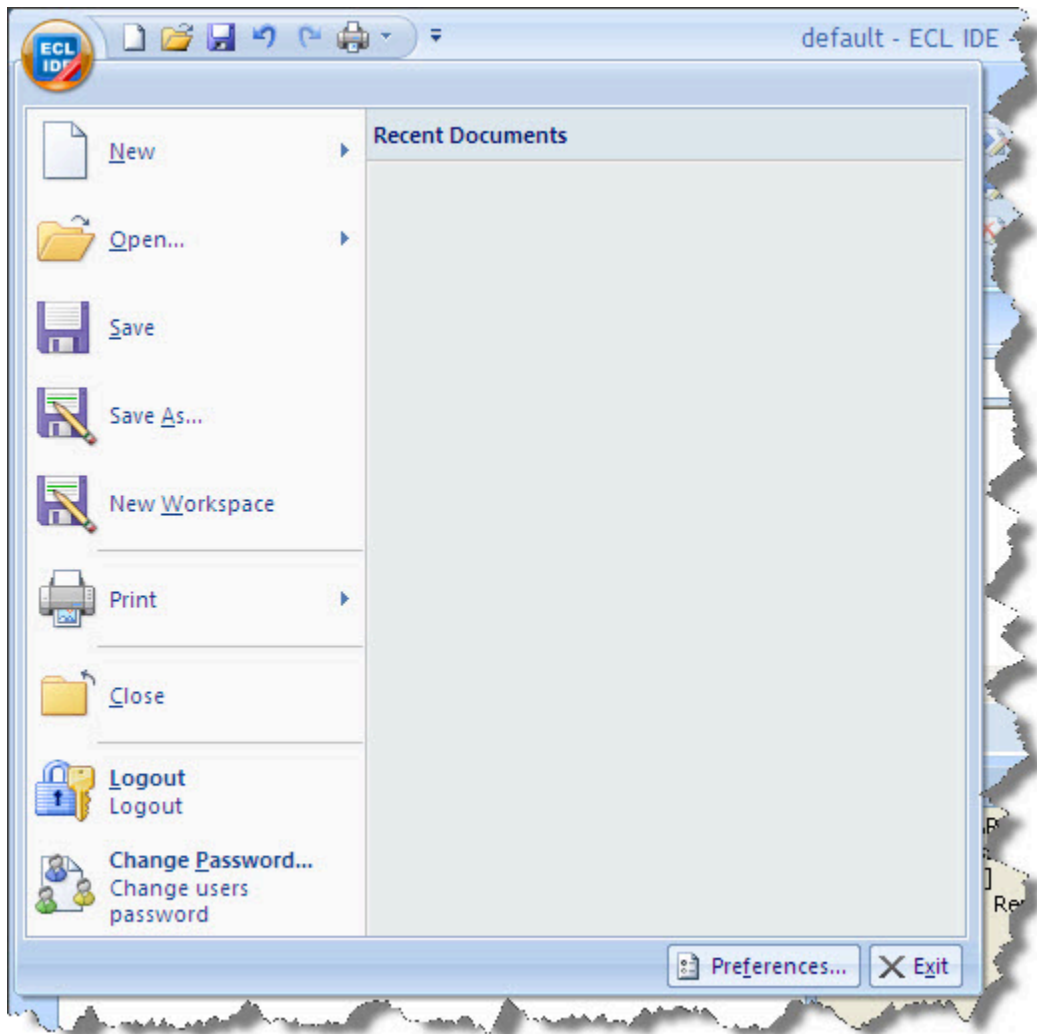 default - ECL IDE -
ECL
IDE
New
Recent Documents
Open...
Save
Save As...
New Workspace
Print
Close
Logout
Logout
Change Password...
Change users
password
Preferences...
Exit